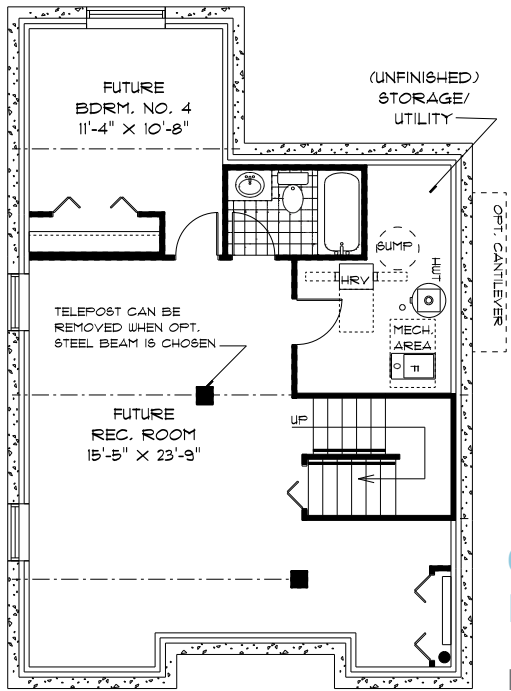 FUTURE
BDRM. NO. 4
11'-4" X 10'-8"
(UNFINISHED)
STORAGE/
UTILITY
OPT. CANTILEVER
SUMP
HWT
HRV
TELEPOST CAN BE
REMOVED WHEN OPT.
STEEL BEAM IS CHOSEN
MECH.
AREA
F
FUTURE
REC. ROOM
15'-5" X 23'-9"
UP